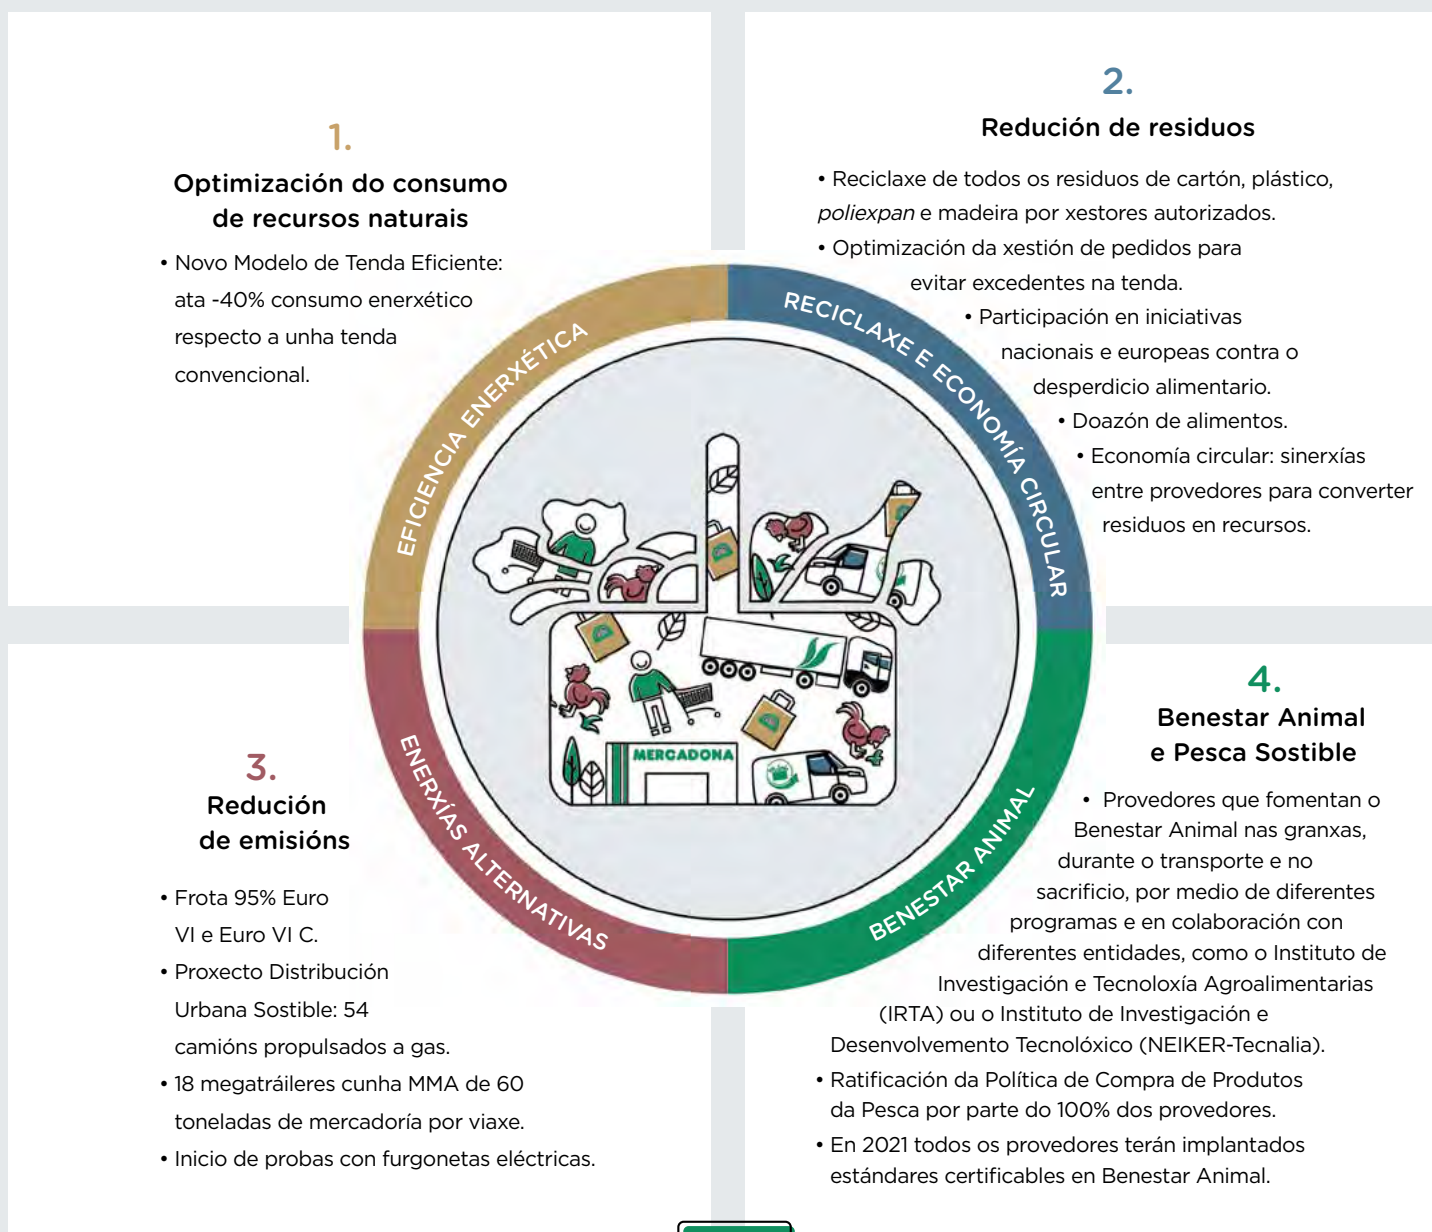 1.
Optimización do consumo
de recursos naturais
• Novo Modelo de Tenda Eficiente:
ata -40% consumo enerxético
respecto a unha tenda
convencional.
2.
Redución de residuos
• Reciclaxe de todos os residuos de cartón, plástico,
poliexpan e madeira por xestores autorizados.
• Optimización da xestión de pedidos para
evitar excedentes na tenda.
• Participación en iniciativas
nacionais e europeas contra o
desperdicio alimentario.
• Doazón de alimentos.
• Economía circular: sinerxías
entre provedores para converter
residuos en recursos.
EFICIENCIA ENERXÉTICA
RECICLAXE E ECONOMÍA CIRCULAR
ENERXÍAS ALTERNATIVAS
BENESTAR ANIMAL
MERCADONA
3.
Redución
de emisións
• Frota 95% Euro
VI e Euro VI C.
• Proxecto Distribución
Urbana Sostible: 54
camións propulsados a gas.
• 18 megatráileres cunha MMA de 60
toneladas de mercadoría por viaxe.
• Inicio de probas con furgonetas eléctricas.
4.
Benestar Animal
e Pesca Sostible
• Provedores que fomentan o
Benestar Animal nas granxas,
durante o transporte e no
sacrificio, por medio de diferentes
programas e en colaboración con
diferentes entidades, como o Instituto de
Investigación e Tecnoloxía Agroalimentarias
(IRTA) ou o Instituto de Investigación e
Desenvolvemento Tecnolóxico (NEIKER-Tecnalia).
• Ratificación da Política de Compra de Produtos
da Pesca por parte do 100% dos provedores.
• En 2021 todos os provedores terán implantados
estándares certificables en Benestar Animal.